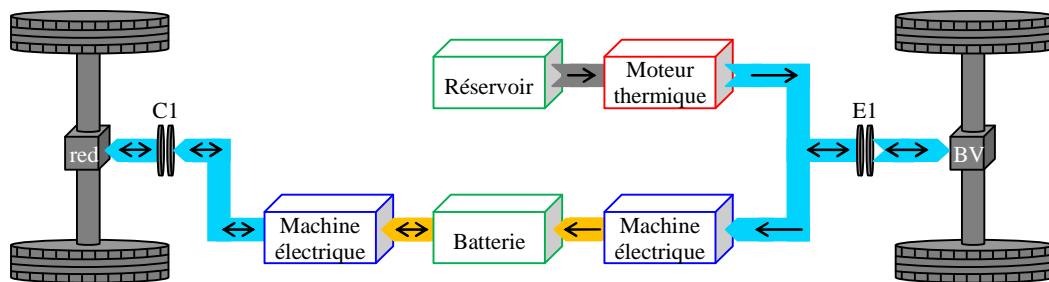 Réservoir
Moteur
thermique
C1
E1
red
BV
Machine
électrique
Batterie
Machine
électrique